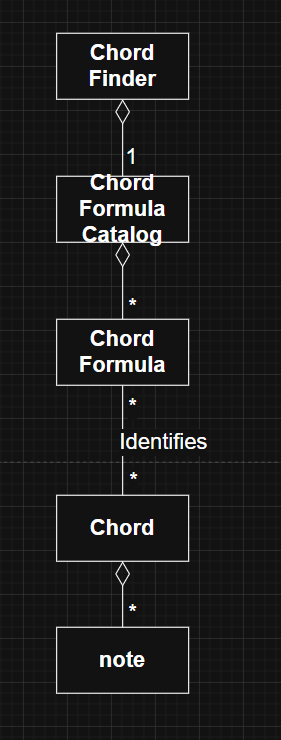 Chord
Finder
1
Chord
Formula
Catalog
*
Chord
Formula
*
Identifies
*
Chord
*
note